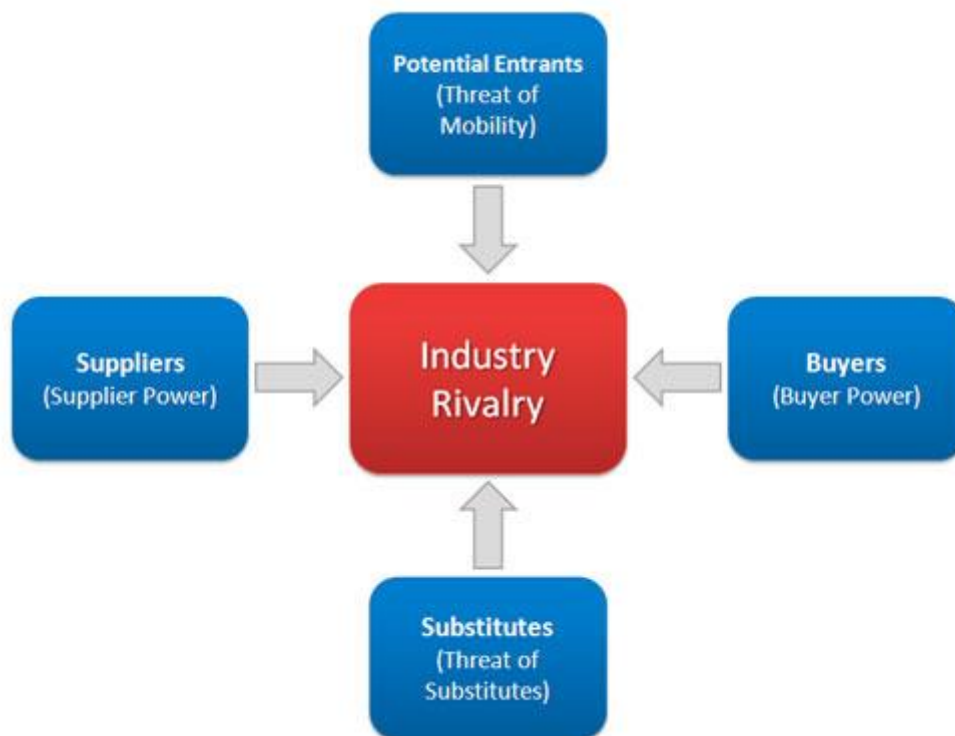 Potential Entrants
(Threat of
Mobility)
Suppliers
(Supplier Power)
Industry
Rivalry
Buyers
(Buyer Power)
Substitutes
(Threat of
Substitutes)